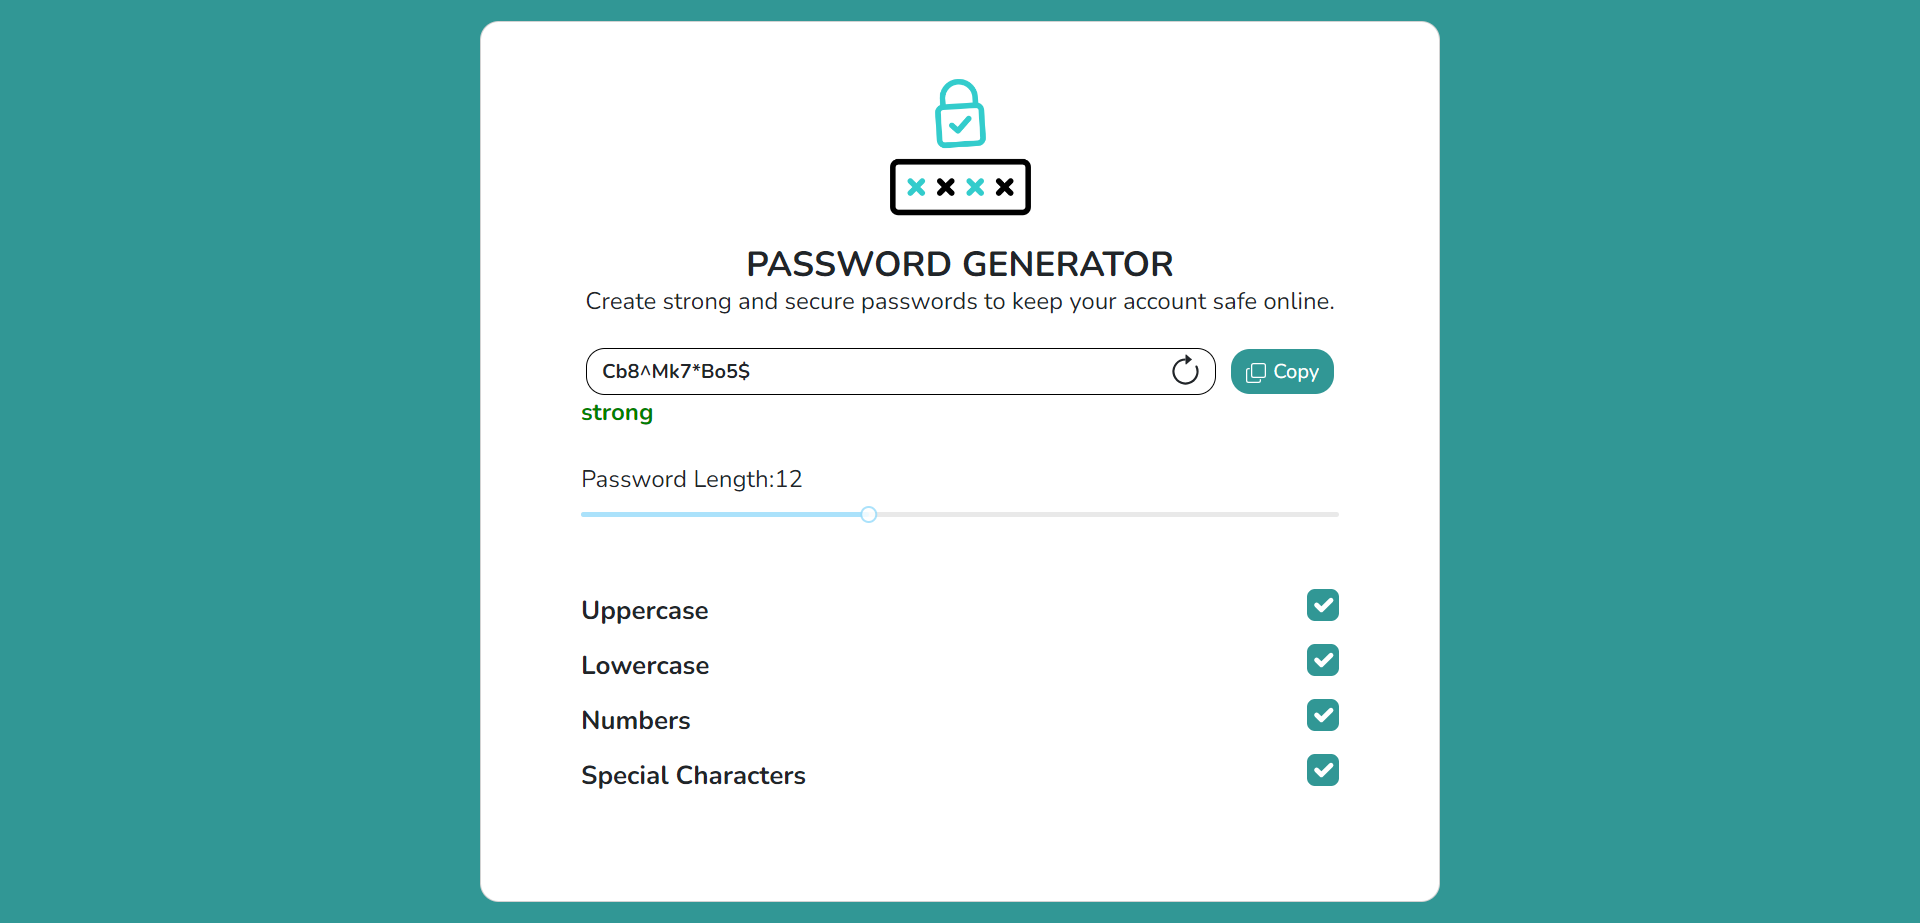 PASSWORD GENERATOR
Create strong and secure passwords to keep your account safe online.
Cb8^Mk7*Bo5$
Copy
strong
Password Length:12
Uppercase
Lowercase
Numbers
Special Characters